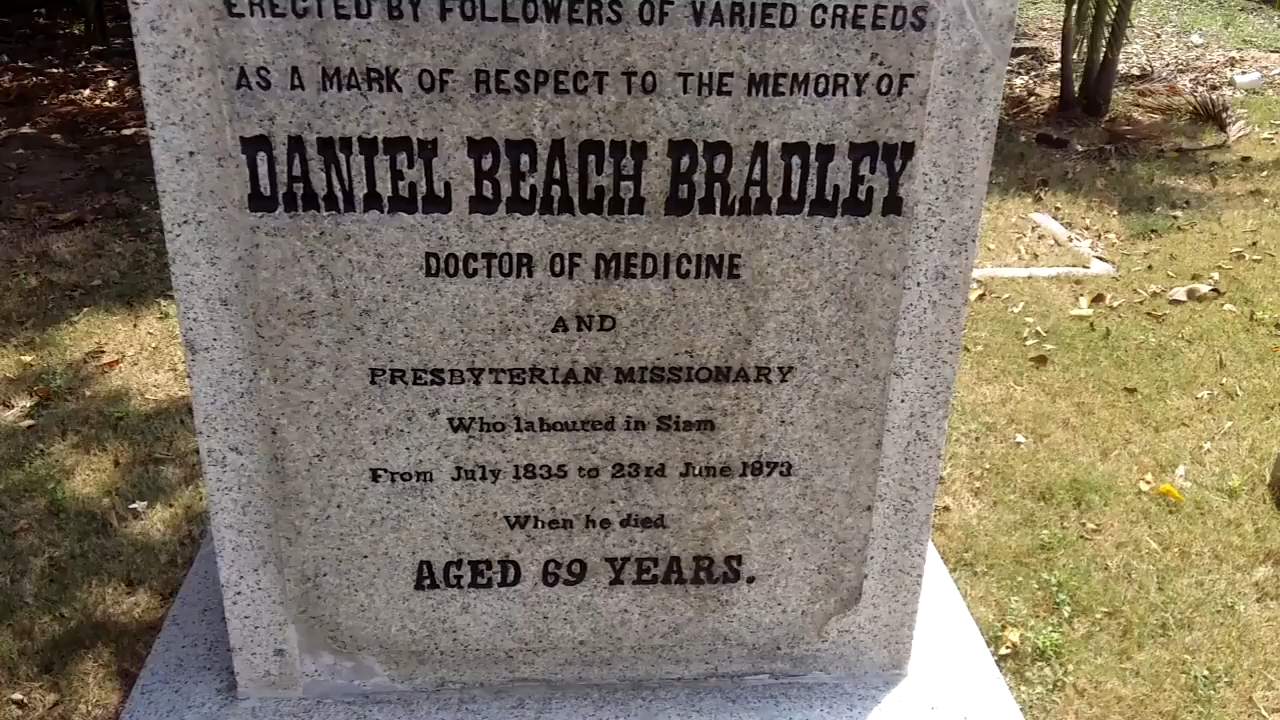 ERECTED BY FOLLOWERS OF VARIED CREEDS
AS A MARK OF RESPECT TO THE MEMORY OF
DANIEL BEACH BRADLEY
DOCTOR OF MEDICINE
AND
PRESBYTERIAN MISSIONARY
Who laboured in Siam
From July 1835 to 23rd June 1873
When he died
AGED 69 YEARS.